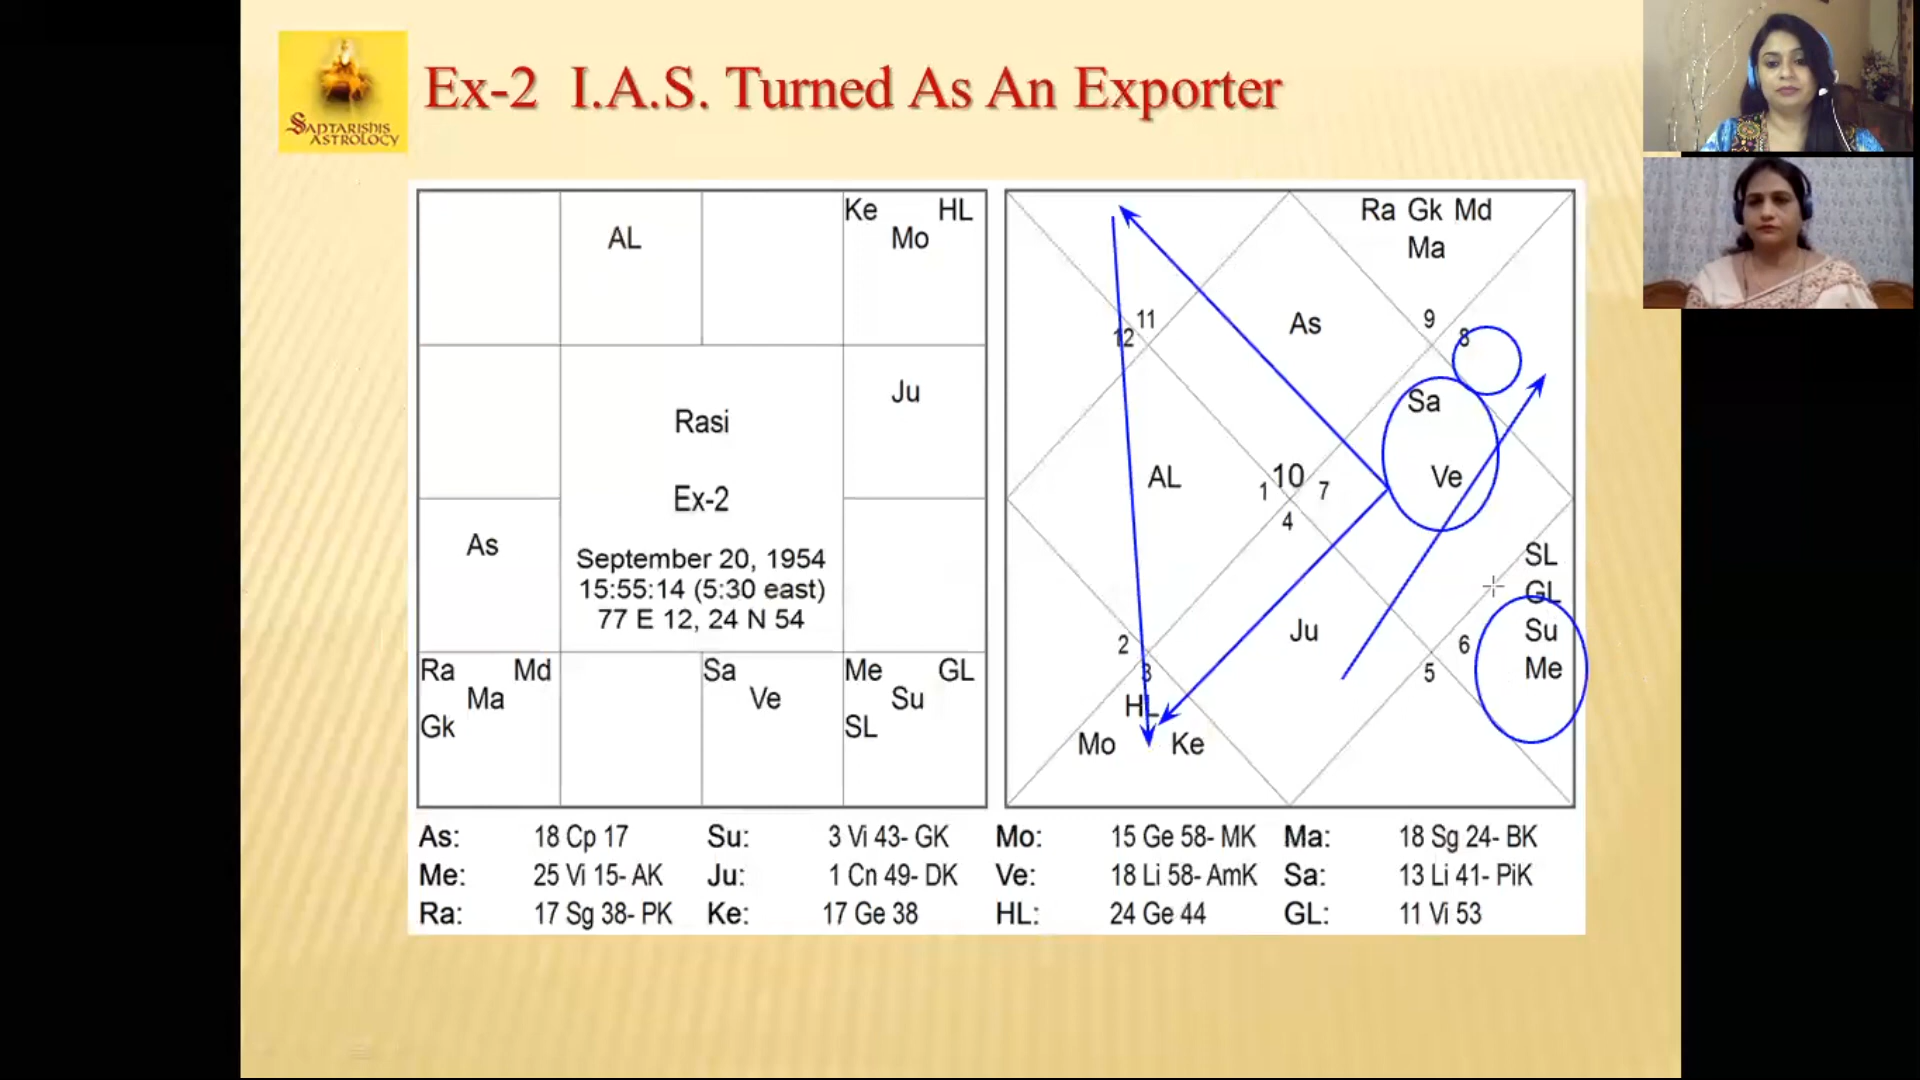 Ex-2 I.A.S. Turned As An Exporter
SAPTARISHIS
ASTROLOGY
AL
Ke HL
Mo
Ju
Rasi
Ex-2
September 20, 1954
15:55:14 (5:30 east)
77 E 12, 24 N 54
As
Ra Md
Ma
Gk
Sa
Ve
Me GL
Su
SL
Ra Gk Md
Ma
11
12
As
9
8
Sa
AL
10
Ve
1
7
4
SL
GL
Su
Me
Ju
2
6
3
5
HL
Mo Ke
As: 18 Cp 17 Su: 3 Vi 43- GK Mo: 15 Ge 58- MK Ma: 18 Sg 24- BK
Me: 25 Vi 15- AK Ju: 1 Cn 49- DK Ve: 18 Li 58- AmK Sa: 13 Li 41- PiK
Ra: 17 Sg 38- PK Ke: 17 Ge 38 HL: 24 Ge 44 GL: 11 Vi 53